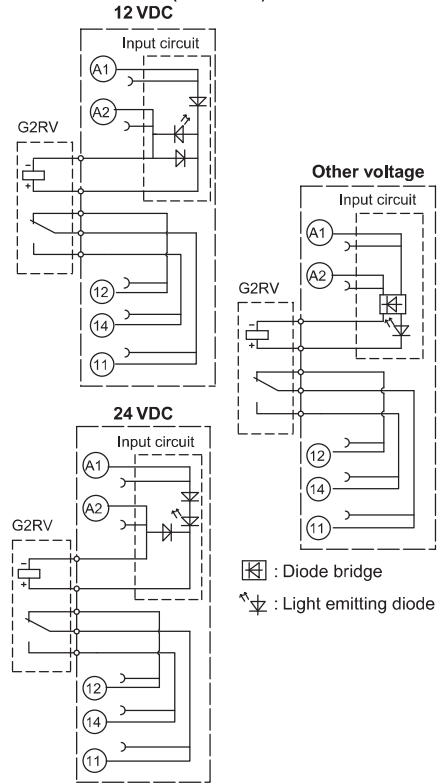 12 VDC
Input circuit
A1
A2
G2RV
-
+
12
14
11
Other voltage
Input circuit
A1
A2
G2RV
-
+
12
14
11
24 VDC
Input circuit
A1
A2
G2RV
-
+
12
14
11
: Diode bridge
: Light emitting diode